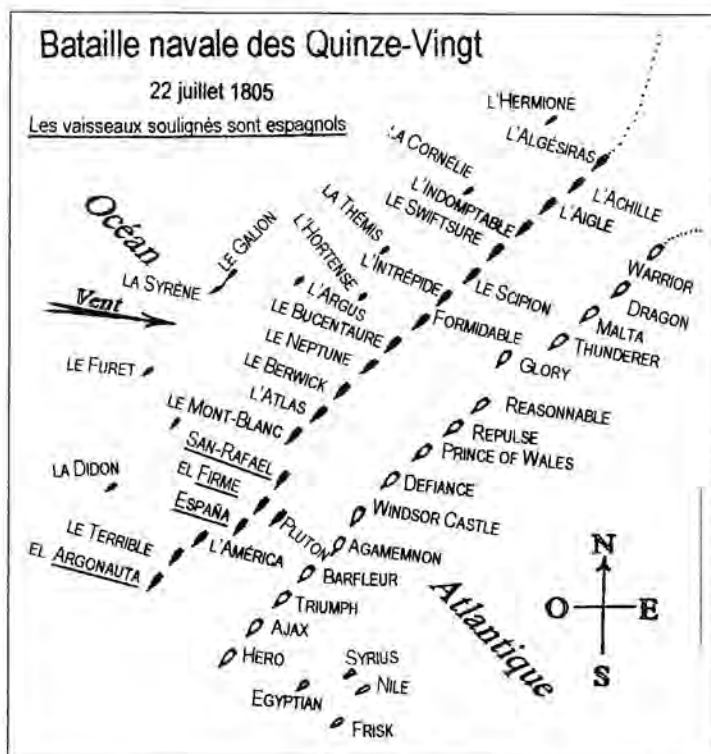 Bataille navale des Quinze-Vingt
22 juillet 1805
Les vaisseaux soulignés sont espagnols
L'HERMIONE
L'ALGÉSIRAS
LA CORNÉLIE
L'INDOMPTABLE
LE SWIFTSURE
L'ACHILLE
L'AIGLE
LA THÉMIS
L'HORTENSE
L'INTRÉPIDE
LE SCIPION
WARRIOR
DRAGON
MALTA
THUNDERER
Océan
LE GALION
LA SYRÈNE
Vent
L'ARGUS
LE BUCENTAURE
FORMIDABLE
LE NEPTUNE
LE BERWICK
L'ATLAS
GLORY
LE FURET
LE MONT-BLANC
REASONNABLE
REPULSE
PRINCE OF WALES
SAN-RAFAEL
EL FIRME
ESPAÑA
DEFIANCE
LA DIDON
WINDSOR CASTLE
LE TERRIBLE
EL ARGONAUTA
L'AMÉRICA
PLUTON
AGAMEMNON
BARFLEUR
TRIUMPH
AJAX
HERO
Atlantique
N
O
E
S
SYRIUS
NILE
EGYPTIAN
FRISK